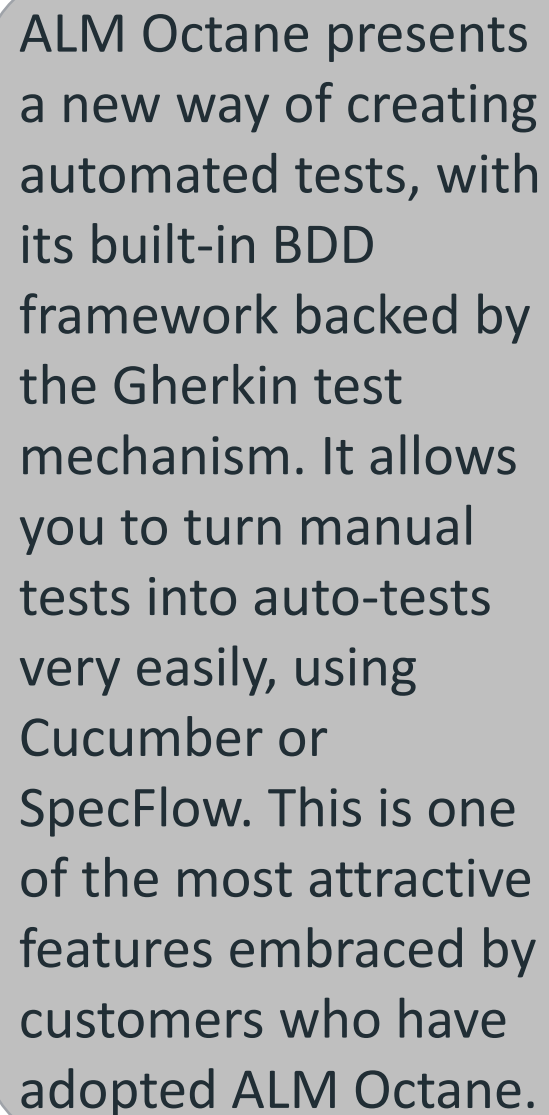 ALM Octane presents
a new way of creating
automated tests, with
its built-in BDD
framework backed by
the Gherkin test
mechanism. It allows
you to turn manual
tests into auto-tests
very easily, using
Cucumber or
SpecFlow. This is one
of the most attractive
features embraced by
customers who have
adopted ALM Octane.